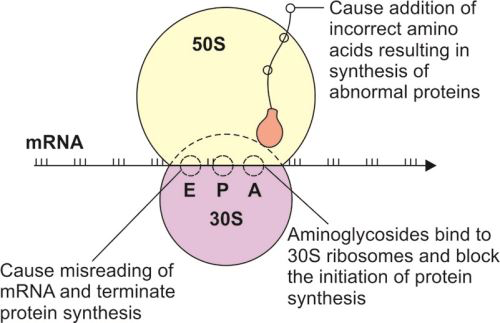 Cause addition of
incorrect amino
acids resulting in
synthesis of
abnormal proteins
50S
mRNA
E P A
30S
Aminoglycosides bind to
30S ribosomes and block
the initiation of protein
synthesis
Cause misreading of
mRNA and terminate
protein synthesis